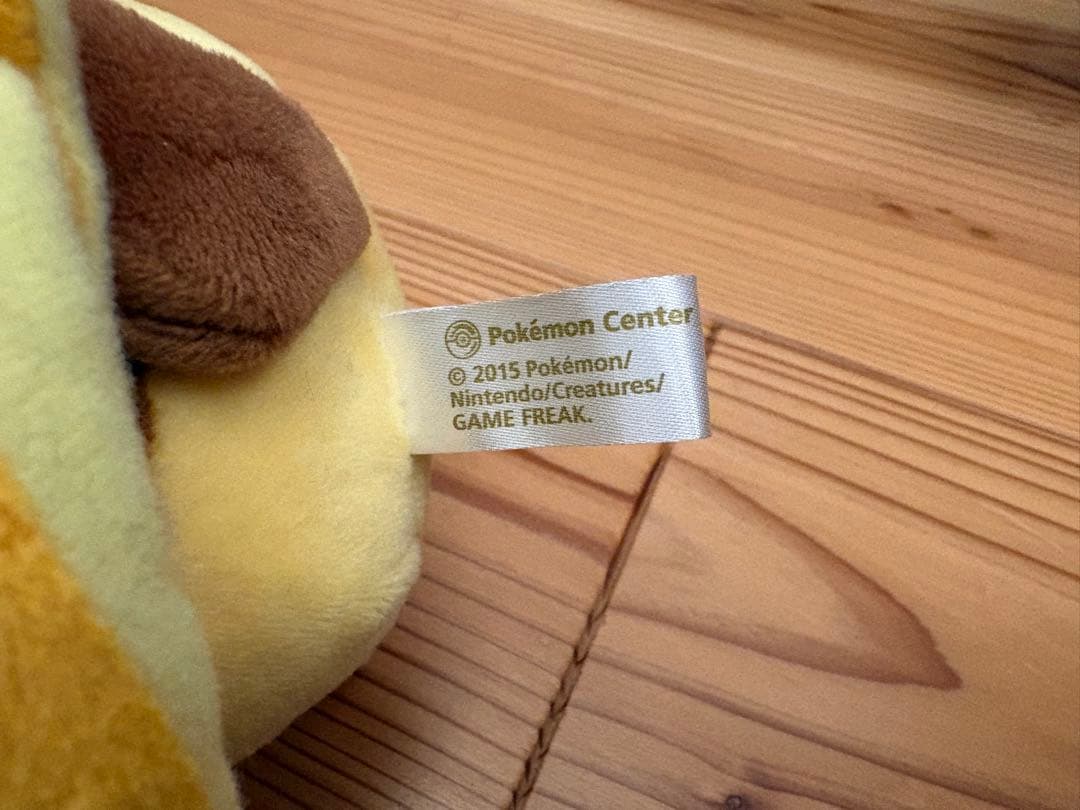 Pokémon Center
© 2015 Pokémon/
Nintendo/Creatures/
GAME FREAK.